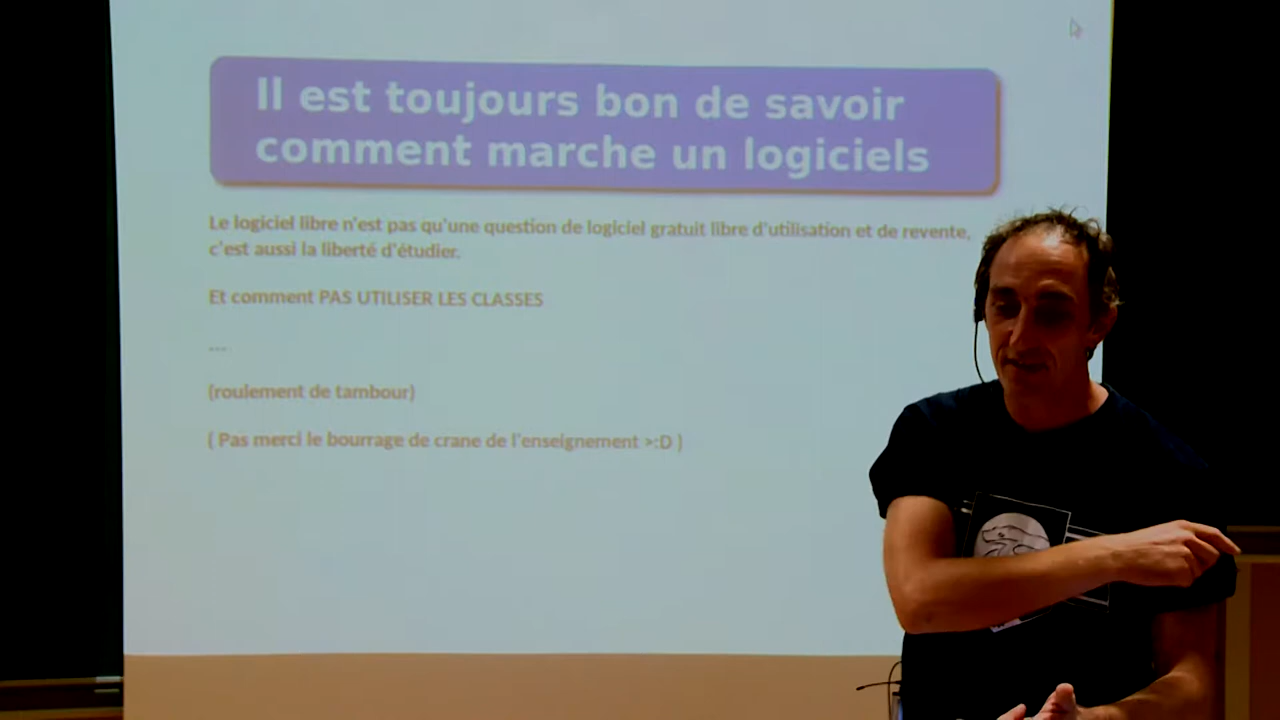 Il est toujours bon de savoir
comment marche un logiciels
Le logiciel libre n'est pas qu'une question de logiciel gratuit libre d'utilisation et de revente,
c'est aussi la liberté d'étudier.
Et comment PAS UTILISER LES CLASSES
....
(roulement de tambour)
( Pas merci le bourrage de crane de l'enseignement >:D )